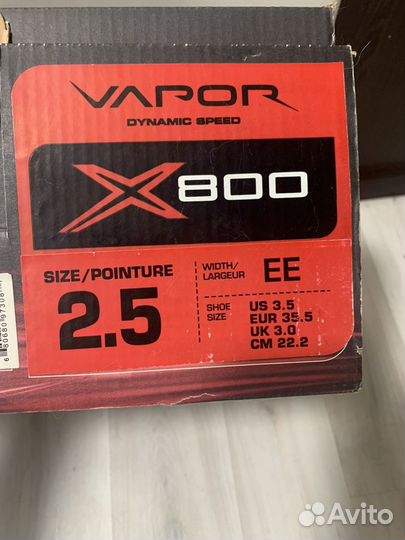 VAPOR
DYNAMIC SPEED
X800
SIZE/POINTURE
2.5
WIDTH/
LARGEUR
EE
SHOE
SIZE
US 3.5
EUR 35.5
UK 3.0
CM 22.2
Avito